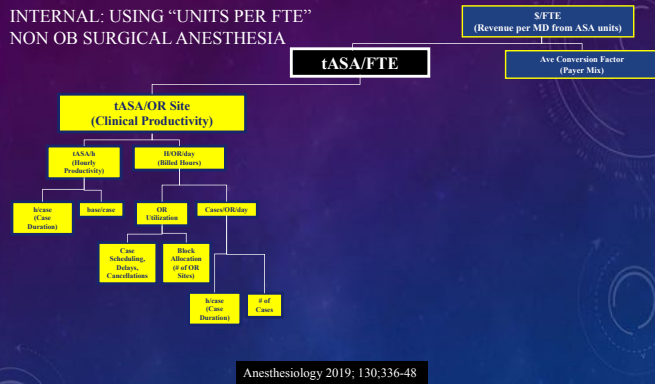 INTERNAL: USING “UNITS PER FTE”
NON OB SURGICAL ANESTHESIA
$/FTE
(Revenue per MD from ASA units)
tASA/FTE
Ave Conversion Factor
(Payer Mix)
tASA/OR Site
(Clinical Productivity)
tASA/h
(Hourly
Productivity)
H/OR/day
(Billed Hours)
h/case
(Case
Duration)
base/case
OR
Utilization
Cases/OR/day
Case
Scheduling,
Delays,
Cancellations
Block
Allocation
(# of OR
Sites)
h/case
(Case
Duration)
# of
Cases
Anesthesiology 2019; 130;336-48